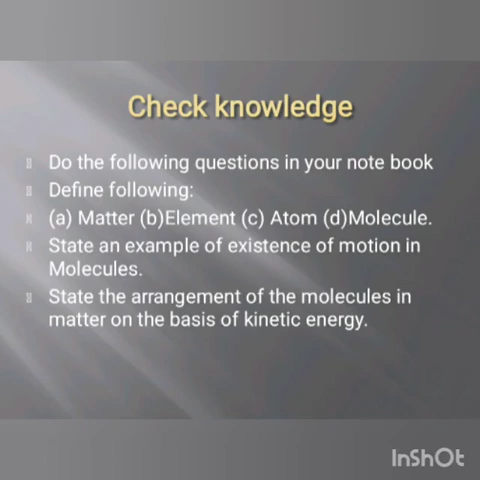 Check knowledge
Do the following questions in your note book
Define following:
(a) Matter (b)Element (c) Atom (d)Molecule.
State an example of existence of motion in
Molecules.
State the arrangement of the molecules in
matter on the basis of kinetic energy.
InShOt